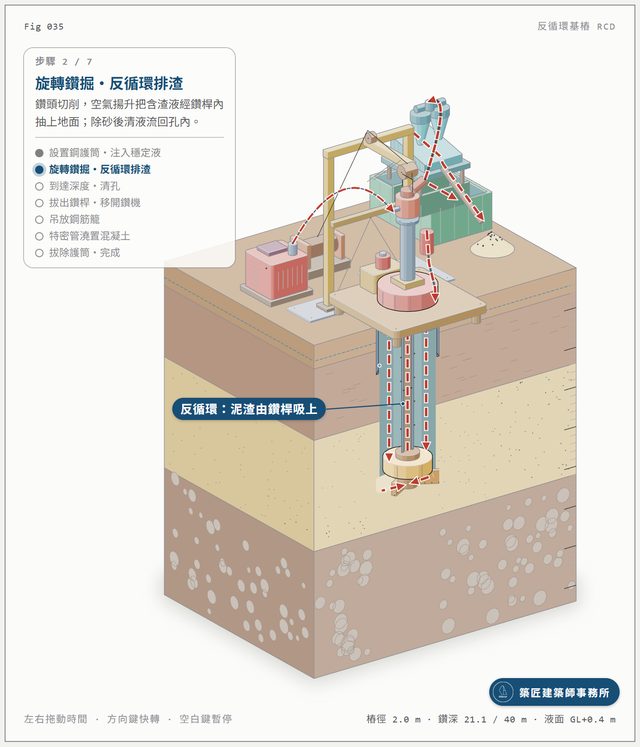 Fig 035
反循環基樁 RCD
步驟 2 / 7
旋轉鑽掘・反循環排渣
鑽頭切削，空氣揚升把含渣液經鑽桿內
抽上地面；除砂後清液流回孔內。
設置鋼護筒・注入穩定液
旋轉鑽掘・反循環排渣
到達深度・清孔
拔出鑽桿・移開鑽機
吊放鋼筋籠
特密管澆置混凝土
拔除護筒・完成
反循環：泥渣由鑽桿吸上
築匠建築師事務所
左右拖動時間 · 方向鍵快轉 · 空白鍵暫停
樁徑 2.0 m · 鑽深 21.1 / 40 m · 液面 GL+0.4 m